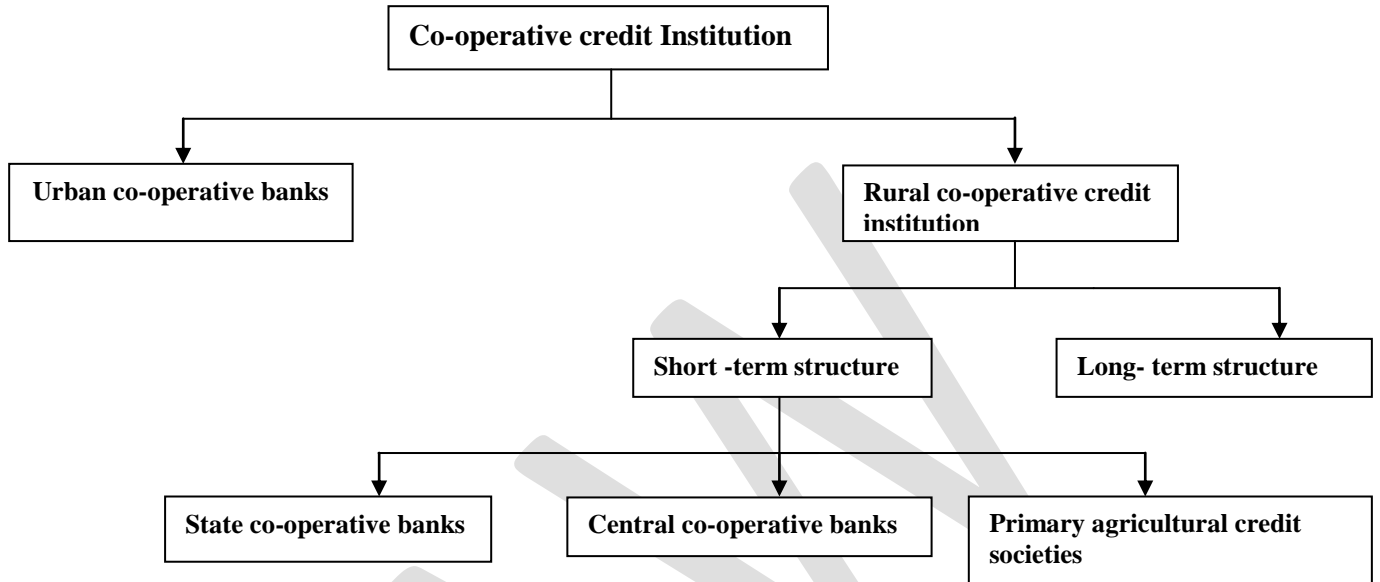 Co-operative credit Institution
Urban co-operative banks
Rural co-operative credit
institution
Short -term structure
Long- term structure
State co-operative banks
Central co-operative banks
Primary agricultural credit
societies